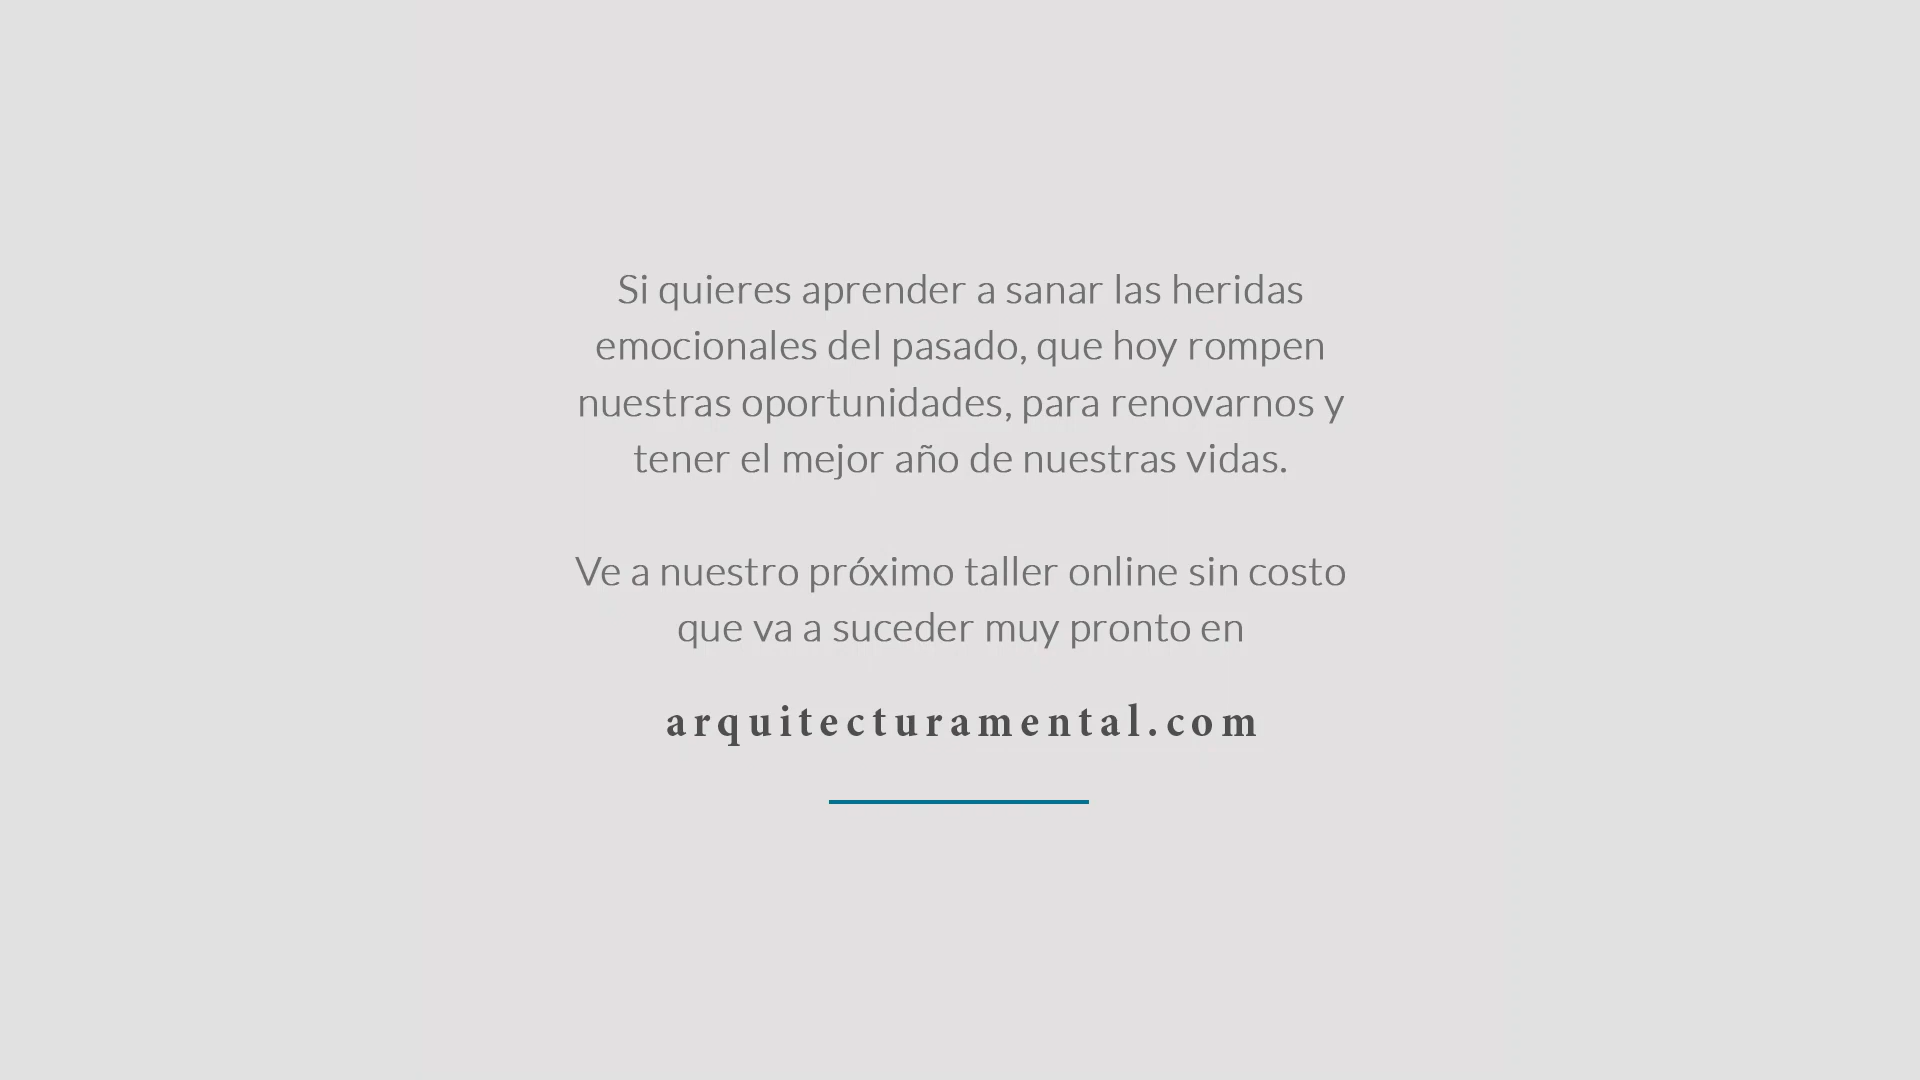 Si quieres aprender a sanar las heridas
emocionales del pasado, que hoy rompen
nuestras oportunidades, para renovarnos y
tener el mejor año de nuestras vidas.
Ve a nuestro próximo taller online sin costo
que va a suceder muy pronto en
arquitecturamental.com